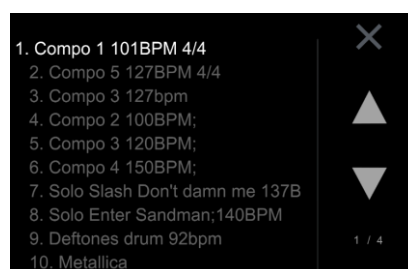 1. Compo 1 101BPM 4/4
2. Compo 5 127BPM 4/4
3. Compo 3 127bpm
4. Compo 2 100BPM;
5. Compo 3 120BPM;
6. Compo 4 150BPM;
7. Solo Slash Don't damn me 137B
8. Solo Enter Sandman;140BPM
9. Deftones drum 92bpm
10. Metallica
1 / 4